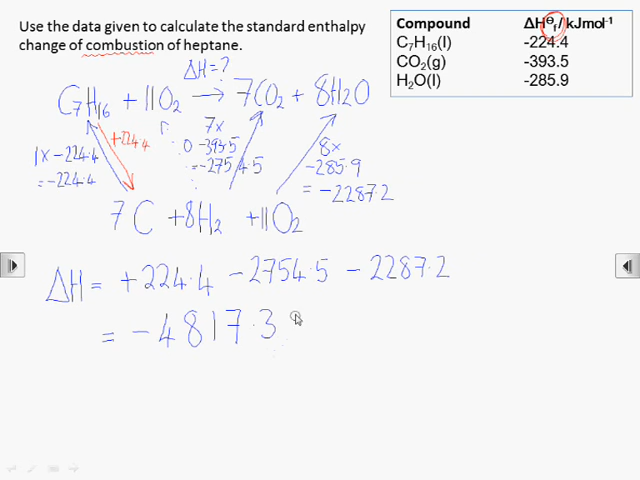 Use the data given to calculate the standard enthalpy
change of combustion of heptane.
Compound ΔH⊖f/ kJmol-1
C7H16(l) -224.4
CO2(g) -393.5
H2O(l) -285.9
ΔH=?
C7H16 + 11O2 → 7CO2 + 8H2O
+224.4
1x -224.4
= -224.4
0
7x
-393.5
= -2754.5
8x
-285.9
= -2287.2
7C +8H2 +11O2
ΔH = +224.4 -2754.5 -2287.2
= -4817.3